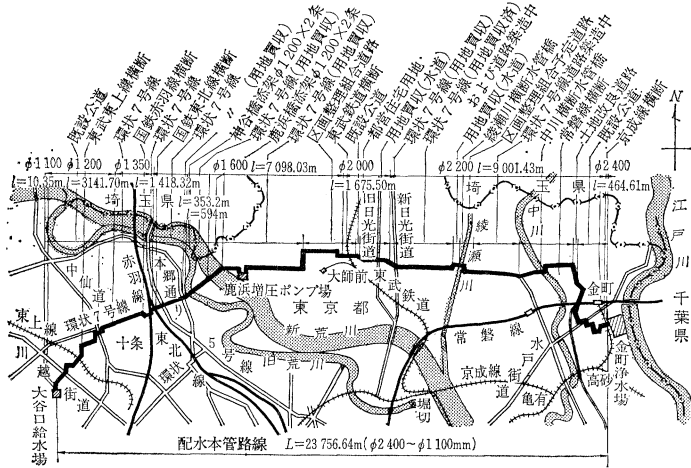 既設公道
東武東上線横断
環状7号線
国鉄赤羽線横断
環状7号線
国鉄東北線横断
環状7号線
〃 (用地買収)
神谷橋添架φ1200×2条
環状7号線(用地買収)
鹿浜橋添架φ1200×2条
環状7号線(用地買収)
区画整理組合道路
東武鉄道横断
既設公道
都営住宅用地・
用地買収(水道)
環状7号線(用地買収)
環状7号線(用地買収済)
および道路築造中
用地買収(水道)
綾瀬川横断水管橋
区画整理組合予定道路
環状7号線道路築造中
中川横断水管橋
常磐線横断
土地改良道路
既設公道
京成線横断
N
φ1100
φ1200
φ1350
φ1600
φ2000
φ2200
φ2400
l=10.35m
l=3141.70m
l=1418.32m
l=353.2m
l=594m
l=7098.03m
l=1675.50m
l=9001.43m
l=464.61m
埼玉県
埼玉県
旧日光街道
新日光街道
綾瀬川
中川
江戸川
千葉県
中仙道
赤羽線
本郷通り
鹿浜増圧ポンプ場
大師前
東武鉄道
東京都
新荒川
旧荒川
金町
金町浄水場
東上線
環状7号線
川越街道
十条
東北線
環状5号線
常磐線
水戸街道
京成線
亀有
高砂
堀切
大谷口給水場
配水本管路線 L=23756.64m(φ2400~φ1100mm)